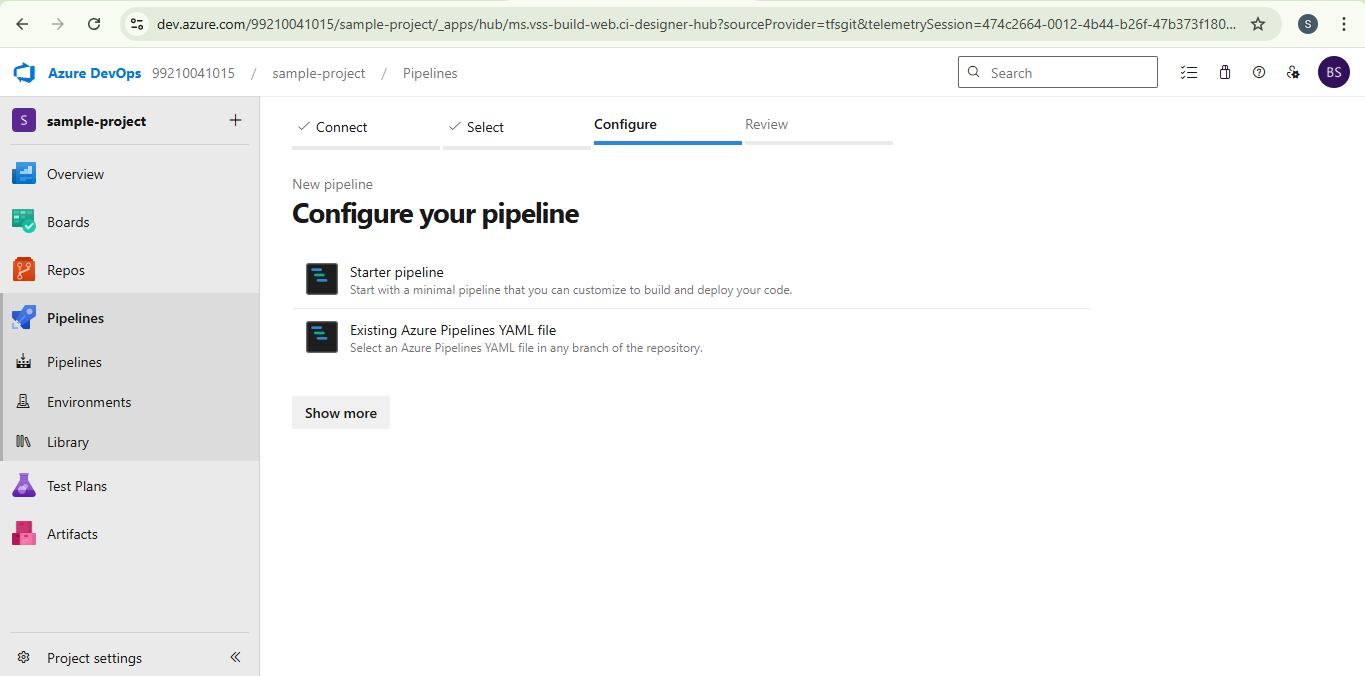 dev.azure.com/99210041015/sample-project/_apps/hub/ms.vss-build-web.ci-designer-hub?sourceProvider=tfsgit&telemetrySession=474c2664-0012-4b44-b26f-47b373f180...
S
Azure DevOps 99210041015 / sample-project / Pipelines
Search
BS
S sample-project
Overview
Boards
Repos
Pipelines
Pipelines
Environments
Library
Test Plans
Artifacts
Project settings
Connect Select Configure Review
New pipeline
Configure your pipeline
Starter pipeline
Start with a minimal pipeline that you can customize to build and deploy your code.
Existing Azure Pipelines YAML file
Select an Azure Pipelines YAML file in any branch of the repository.
Show more